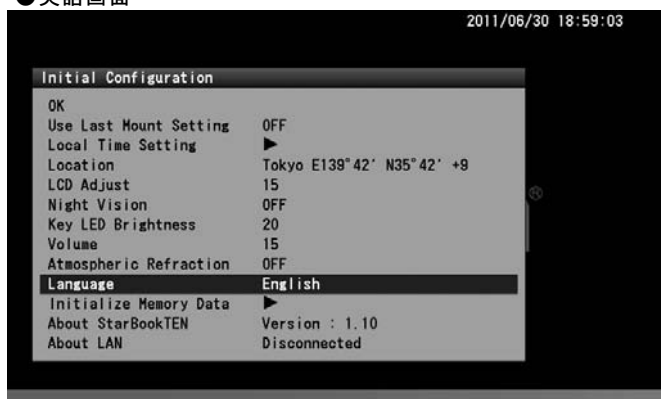 ●英語画面
2011/06/30 18:59:03
Initial Configuration
OK
Use Last Mount Setting OFF
Local Time Setting ▶
Location Tokyo E139°42′ N35°42′ +9
LCD Adjust 15
Night Vision OFF
Key LED Brightness 20
Volume 15
Atmospheric Refraction OFF
Language English
Initialize Memory Data ▶
About StarBookTEN Version : 1.10
About LAN Disconnected
®